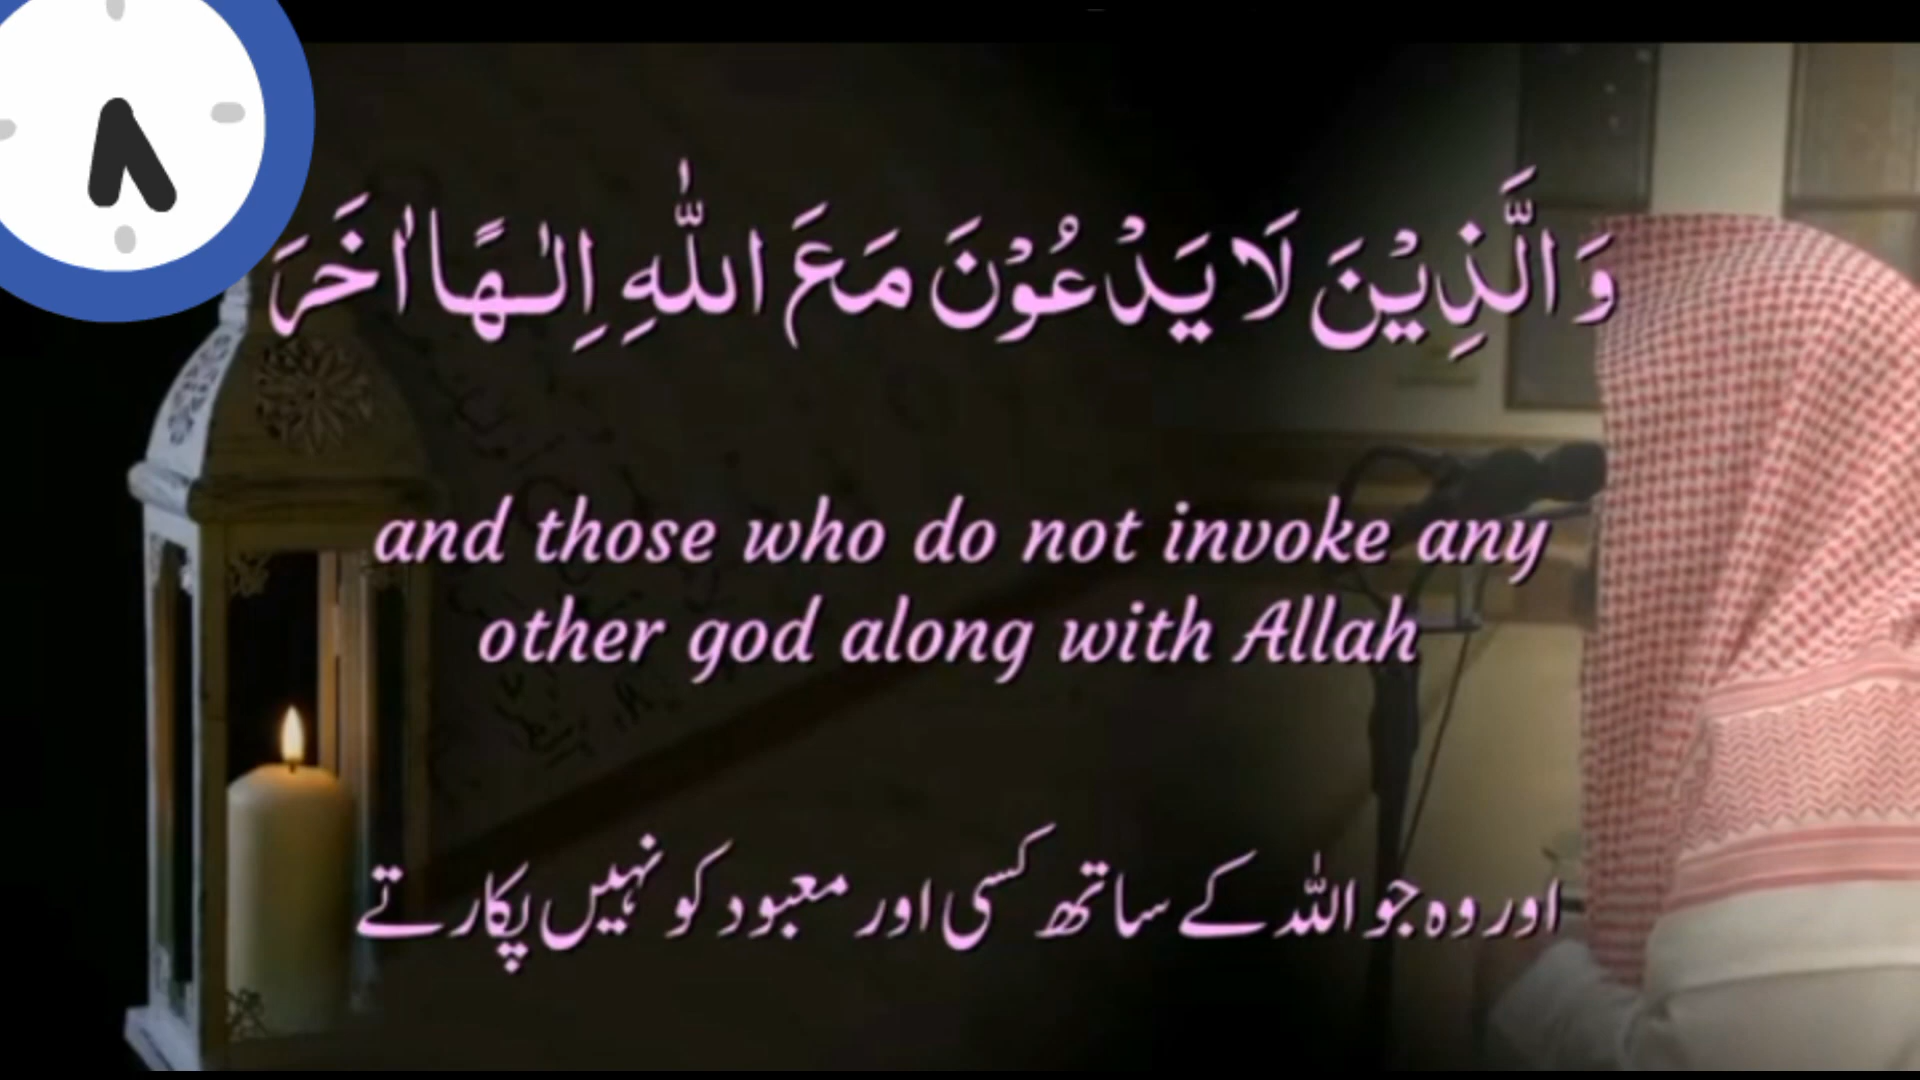 وَالَّذِيْنَ لَا يَدْعُوْنَ مَعَ اللّٰهِ اِلٰـهًا اٰخَرَ
and those who do not invoke any
other god along with Allah
اور وہ جو اللہ کے ساتھ کسی اور معبود کو نہیں پکارتے